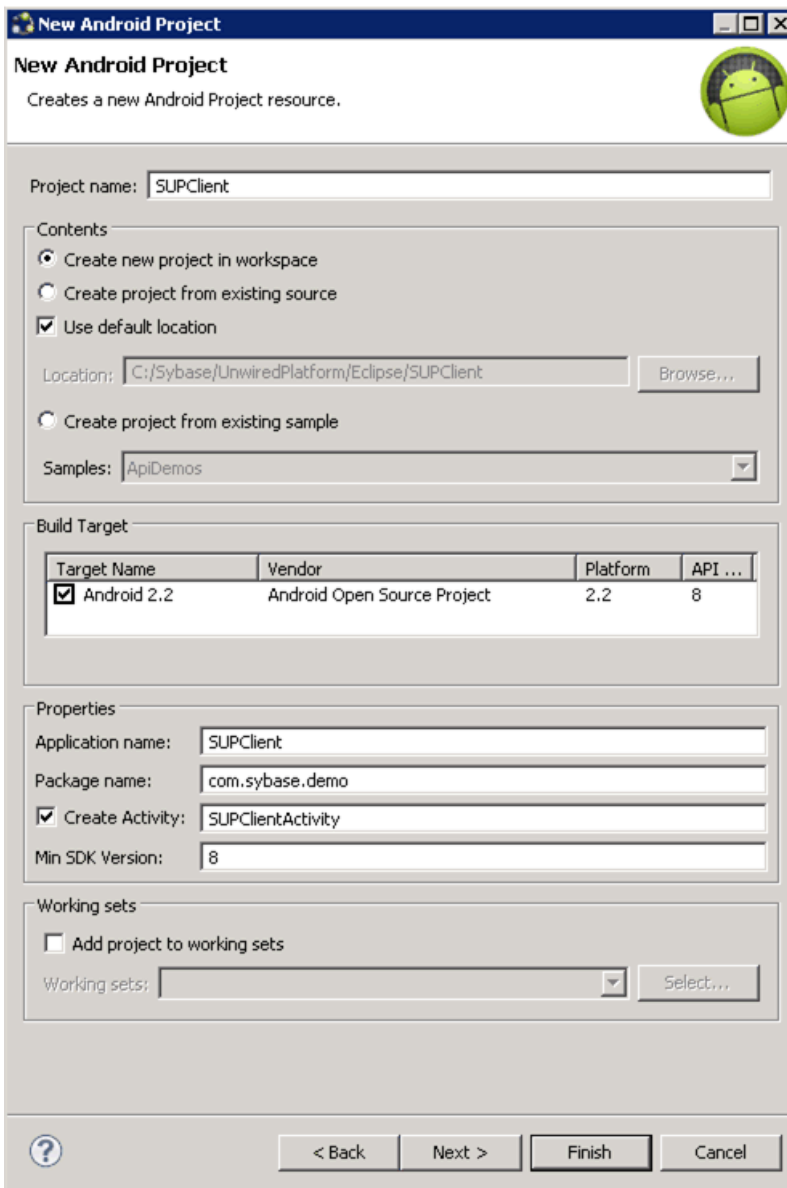 New Android Project
New Android Project
Creates a new Android Project resource.
Project name: SUPClient
Contents
Create new project in workspace
Create project from existing source
Use default location
Location: C:/Sybase/UnwiredPlatform/Eclipse/SUPClient Browse...
Create project from existing sample
Samples: ApiDemos
Build Target
Target Name Vendor Platform API ...
Android 2.2 Android Open Source Project 2.2 8
Properties
Application name: SUPClient
Package name: com.sybase.demo
Create Activity: SUPClientActivity
Min SDK Version: 8
Working sets
Add project to working sets
Working sets: Select...
? < Back Next > Finish Cancel